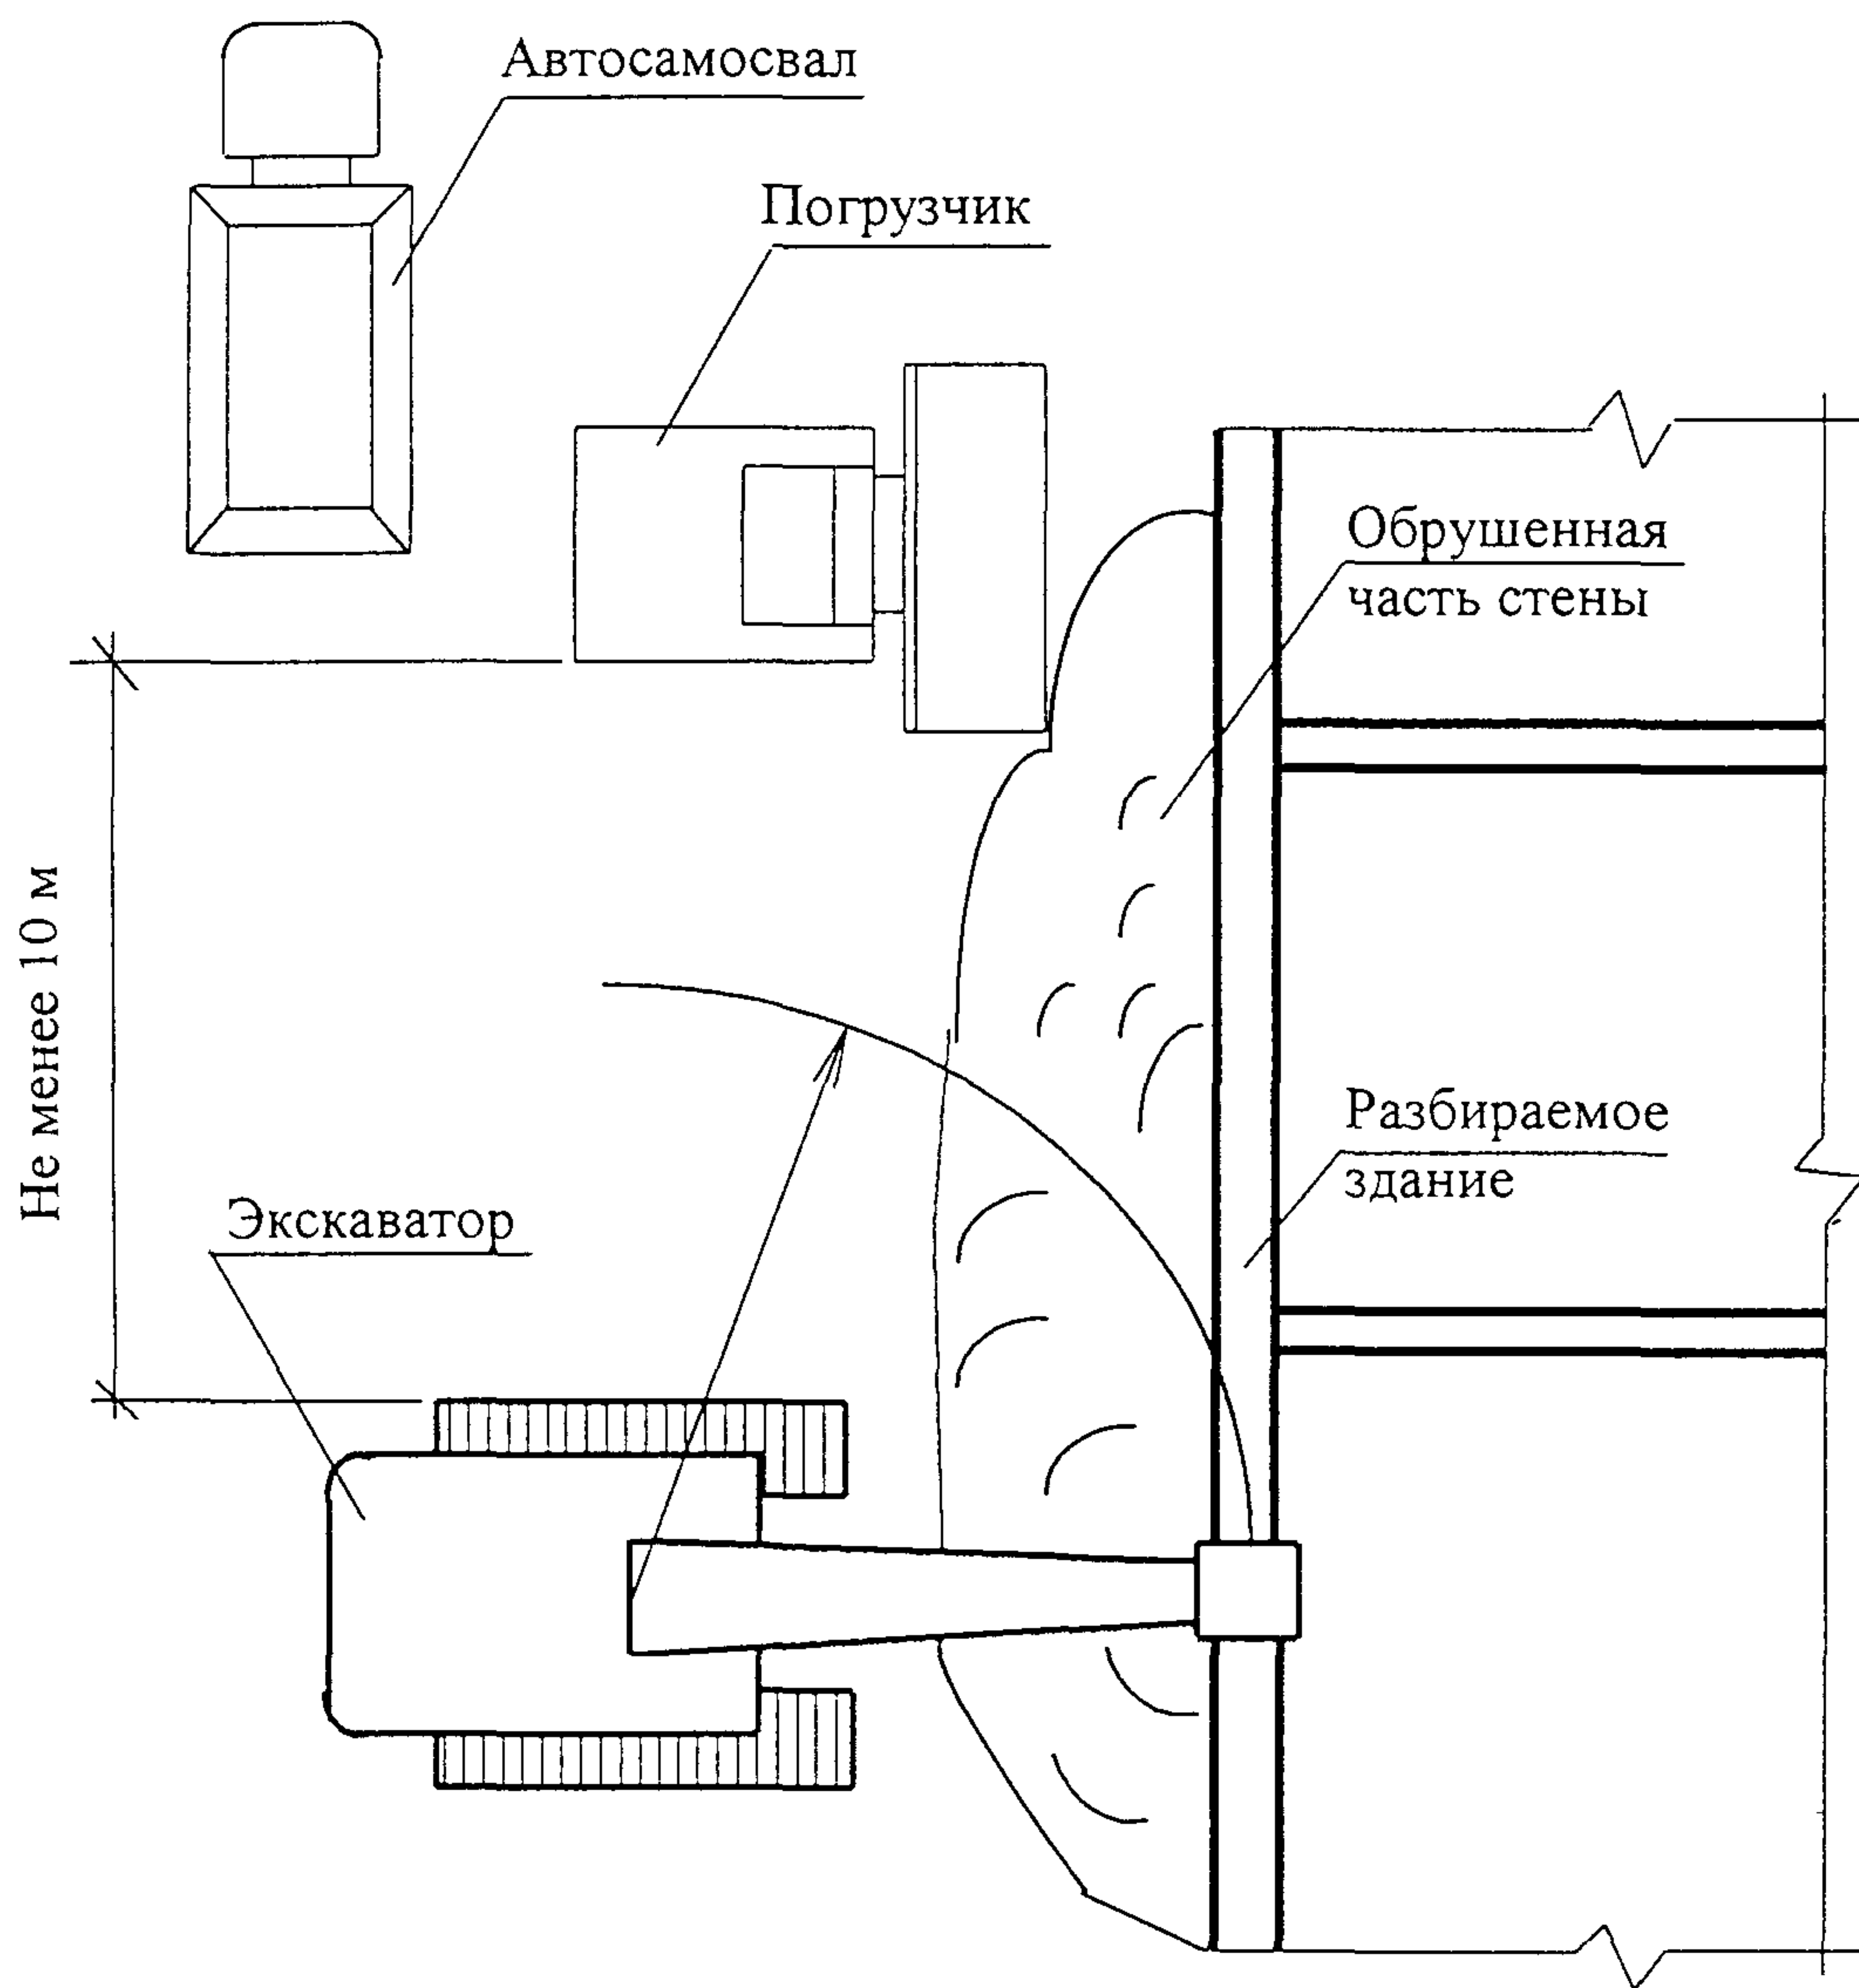 Автосамосвал
Погрузчик
Обрушенная
часть стены
Не менее 10 м
Разбираемое
здание
Экскаватор